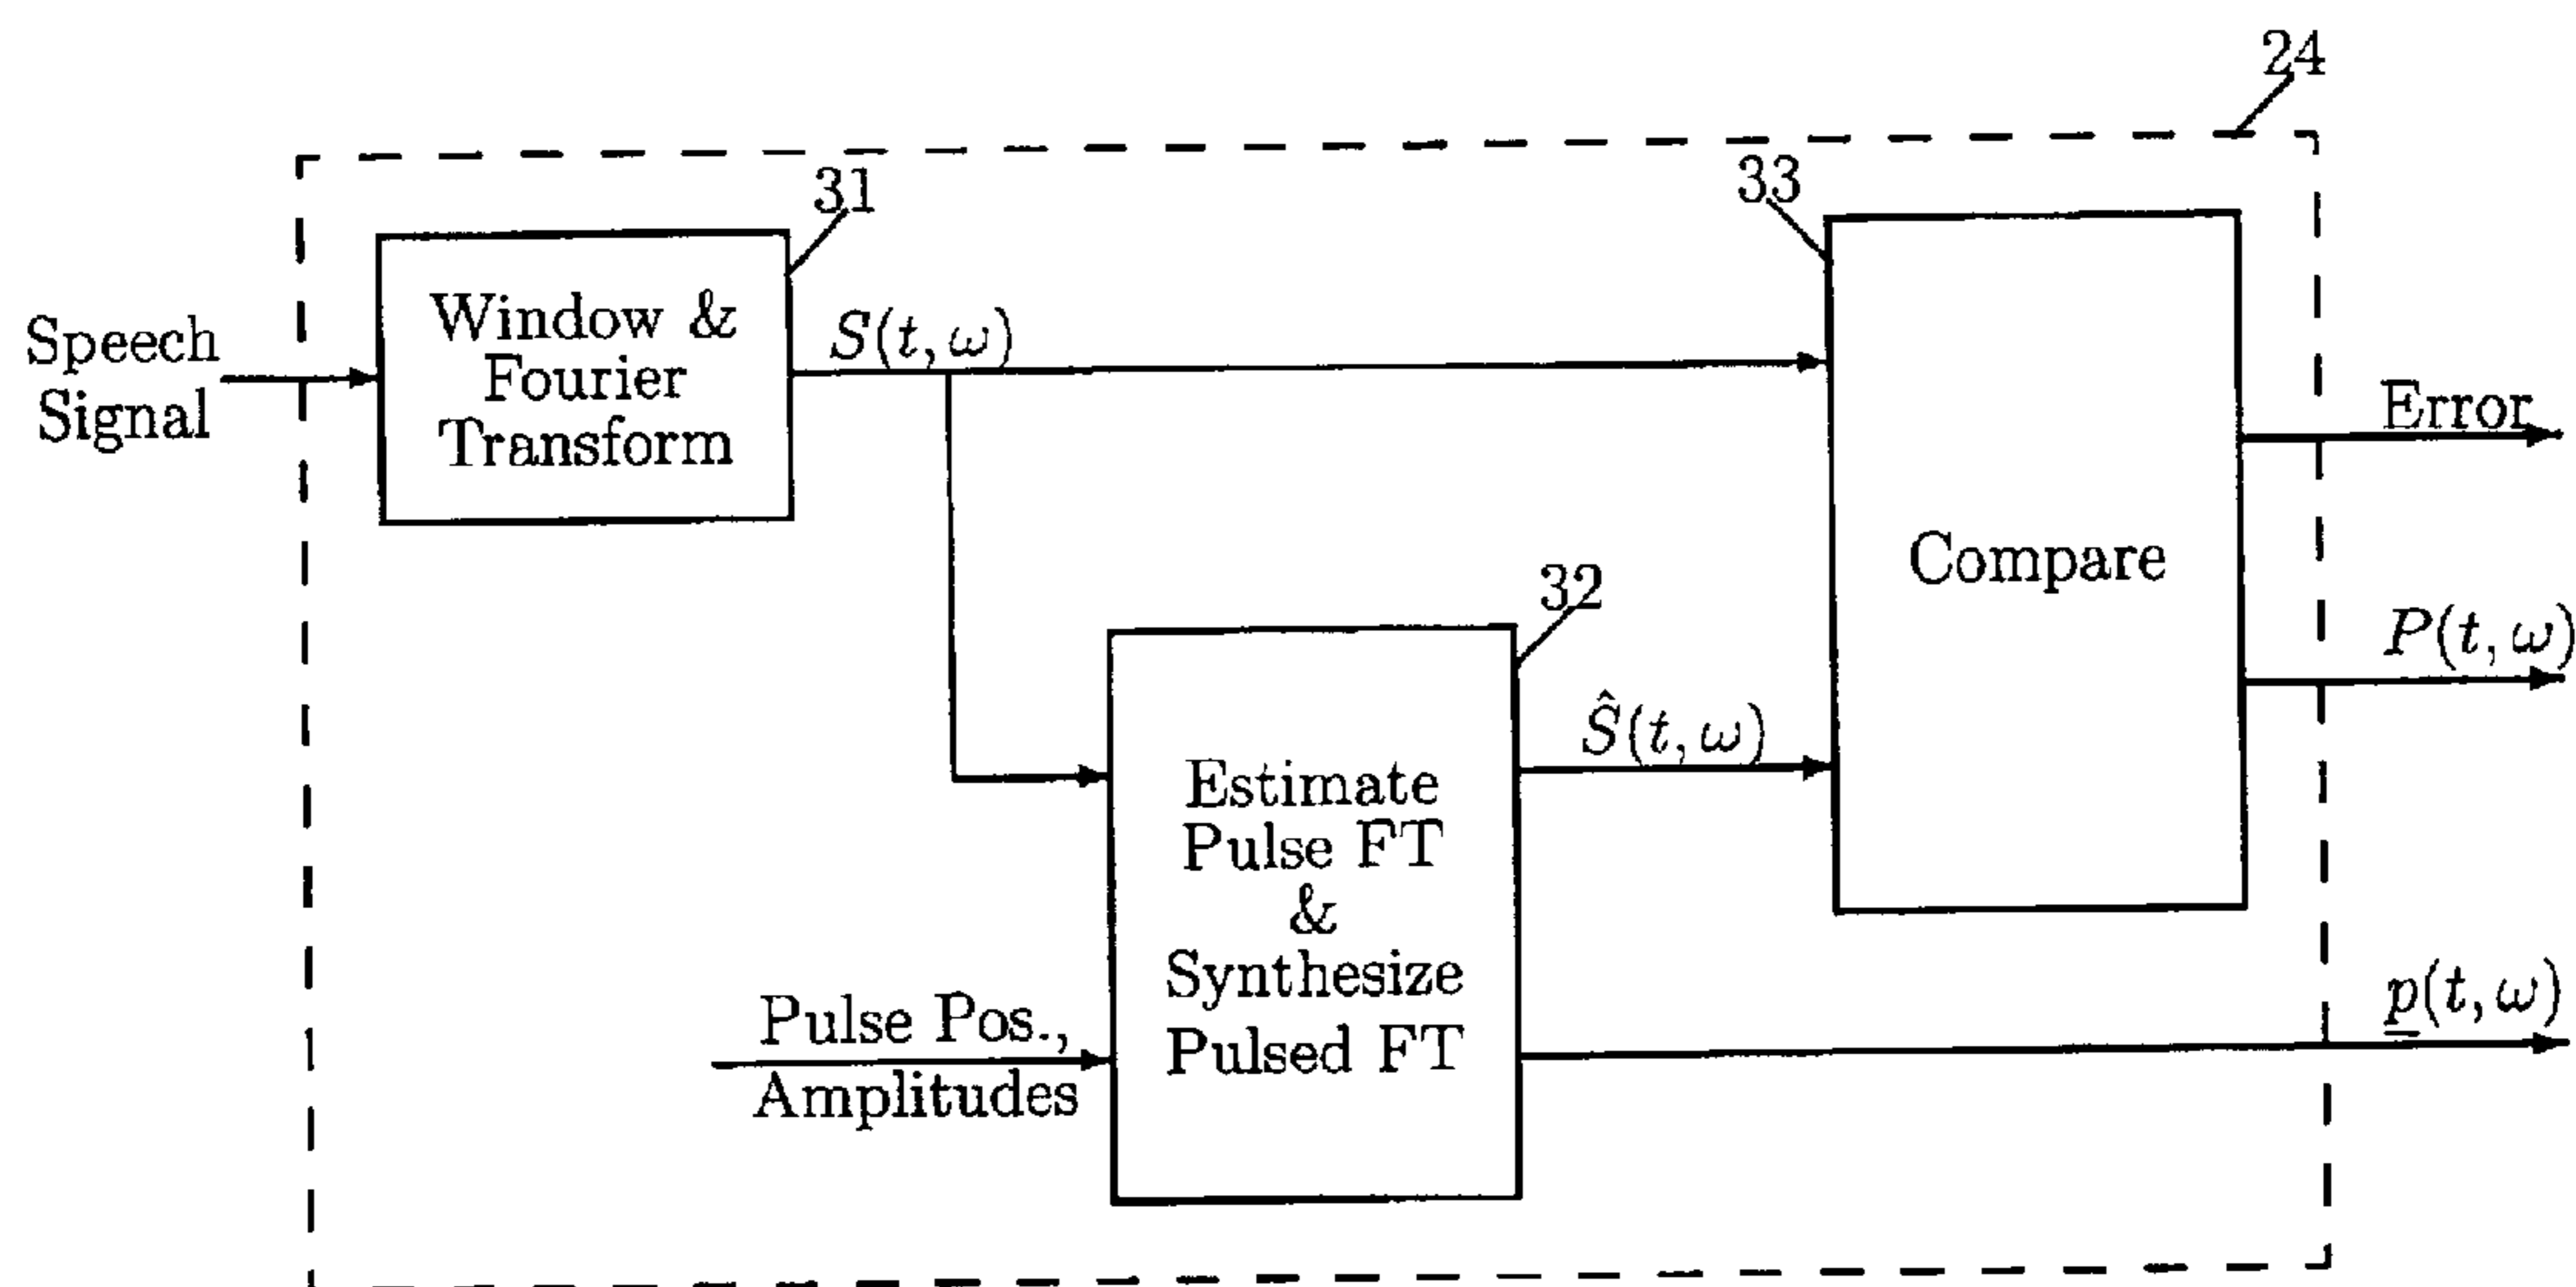 24
31
33
Window &
Fourier
Transform
Speech
Signal
S(t, ω)
Error
Compare
32
P(t, ω)
Ŝ(t, ω)
Estimate
Pulse FT
&
Synthesize
Pulsed FT
Pulse Pos.,
Amplitudes
p(t, ω)